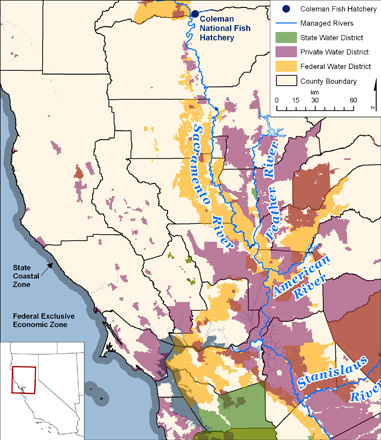 Coleman
National Fish
Hatchery
Coleman Fish Hatchery
Managed Rivers
State Water District
Private Water District
Federal Water District
County Boundary
km
0 15 30 60
Sacramento
River
Feather
River
American
River
State
Coastal
Zone
Federal Exclusive
Economic Zone
Stanislaus
River